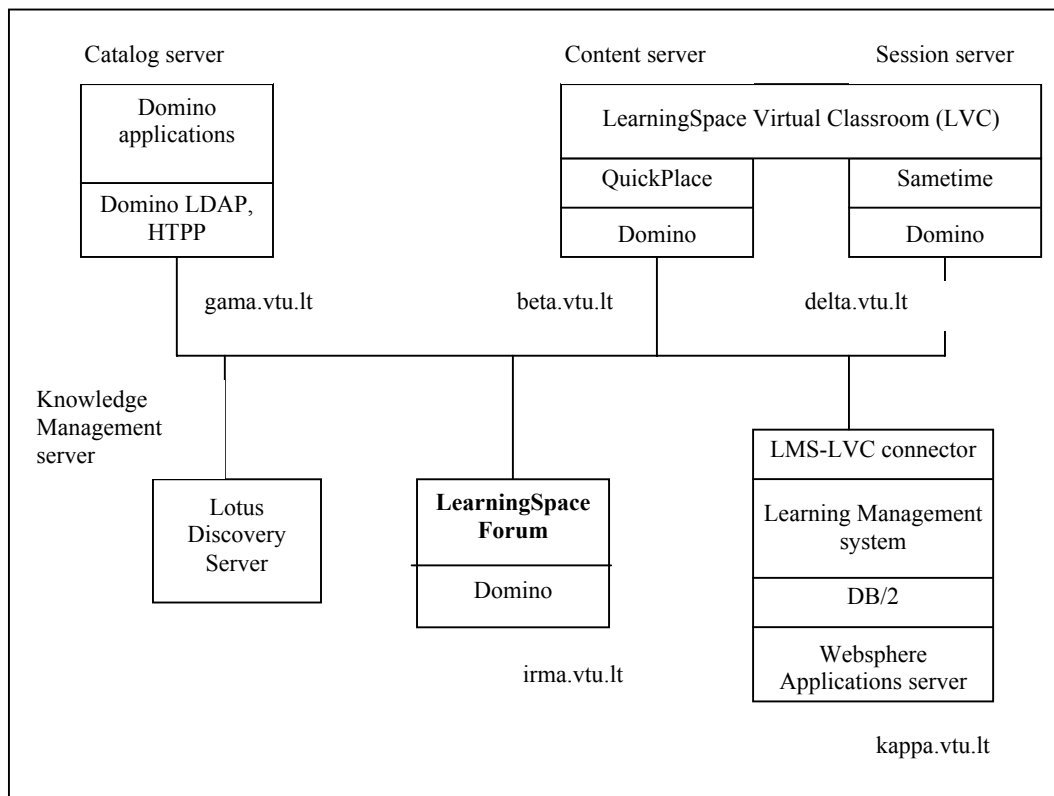 Catalog server
Content server
Session server
Domino
applications
Domino LDAP,
HTPP
LearningSpace Virtual Classroom (LVC)
QuickPlace
Sametime
Domino
Domino
gama.vtu.lt
beta.vtu.lt
delta.vtu.lt
Knowledge
Management
server
Lotus
Discovery
Server
LearningSpace
Forum
Domino
irma.vtu.lt
LMS-LVC connector
Learning Management
system
DB/2
Websphere
Applications server
kappa.vtu.lt